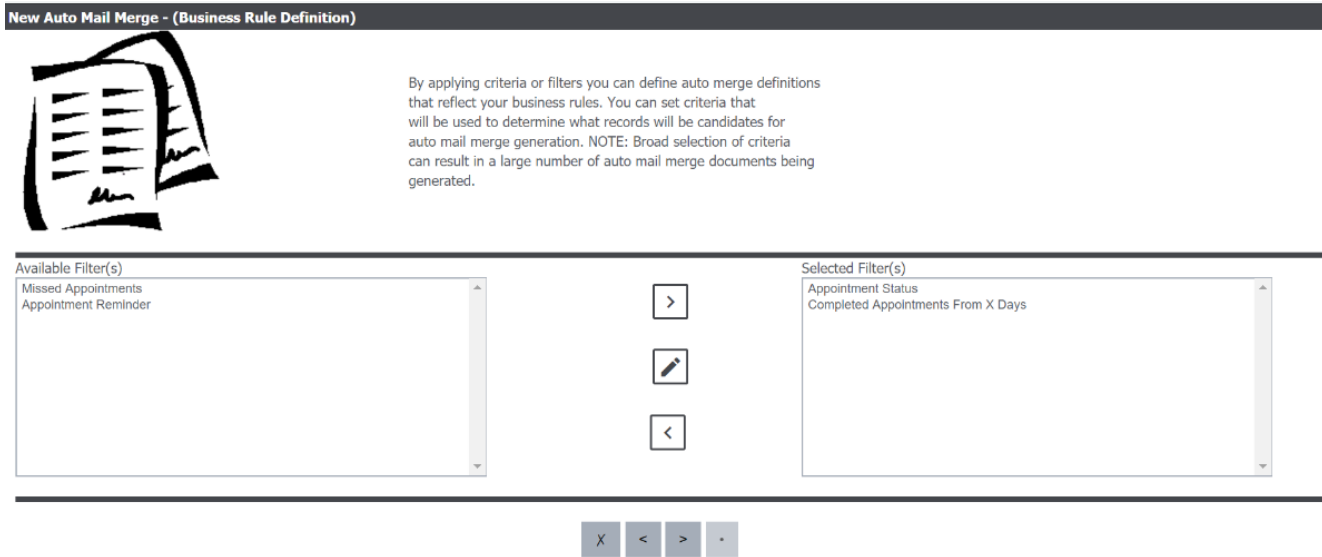 New Auto Mail Merge - (Business Rule Definition)
By applying criteria or filters you can define auto merge definitions
that reflect your business rules. You can set criteria that
will be used to determine what records will be candidates for
auto mail merge generation. NOTE: Broad selection of criteria
can result in a large number of auto mail merge documents being
generated.
Available Filter(s)
Missed Appointments
Appointment Reminder
Selected Filter(s)
Appointment Status
Completed Appointments From X Days
X < >